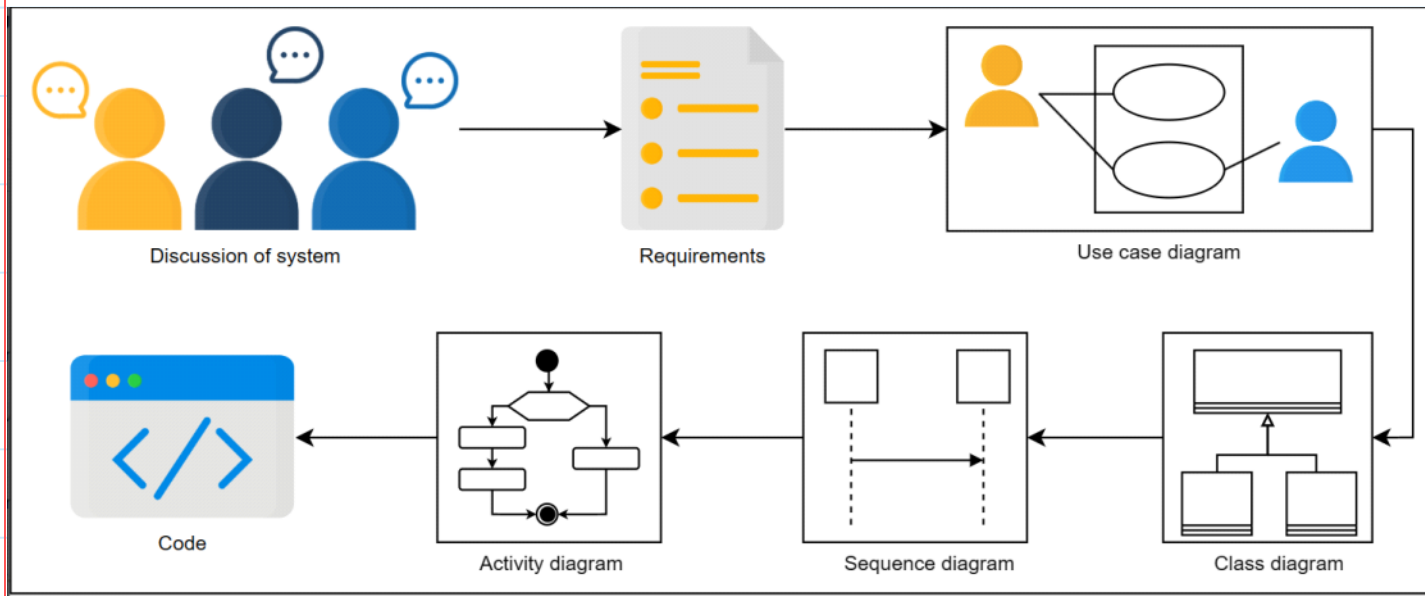 Discussion of system
Requirements
Use case diagram
Code
Activity diagram
Sequence diagram
Class diagram